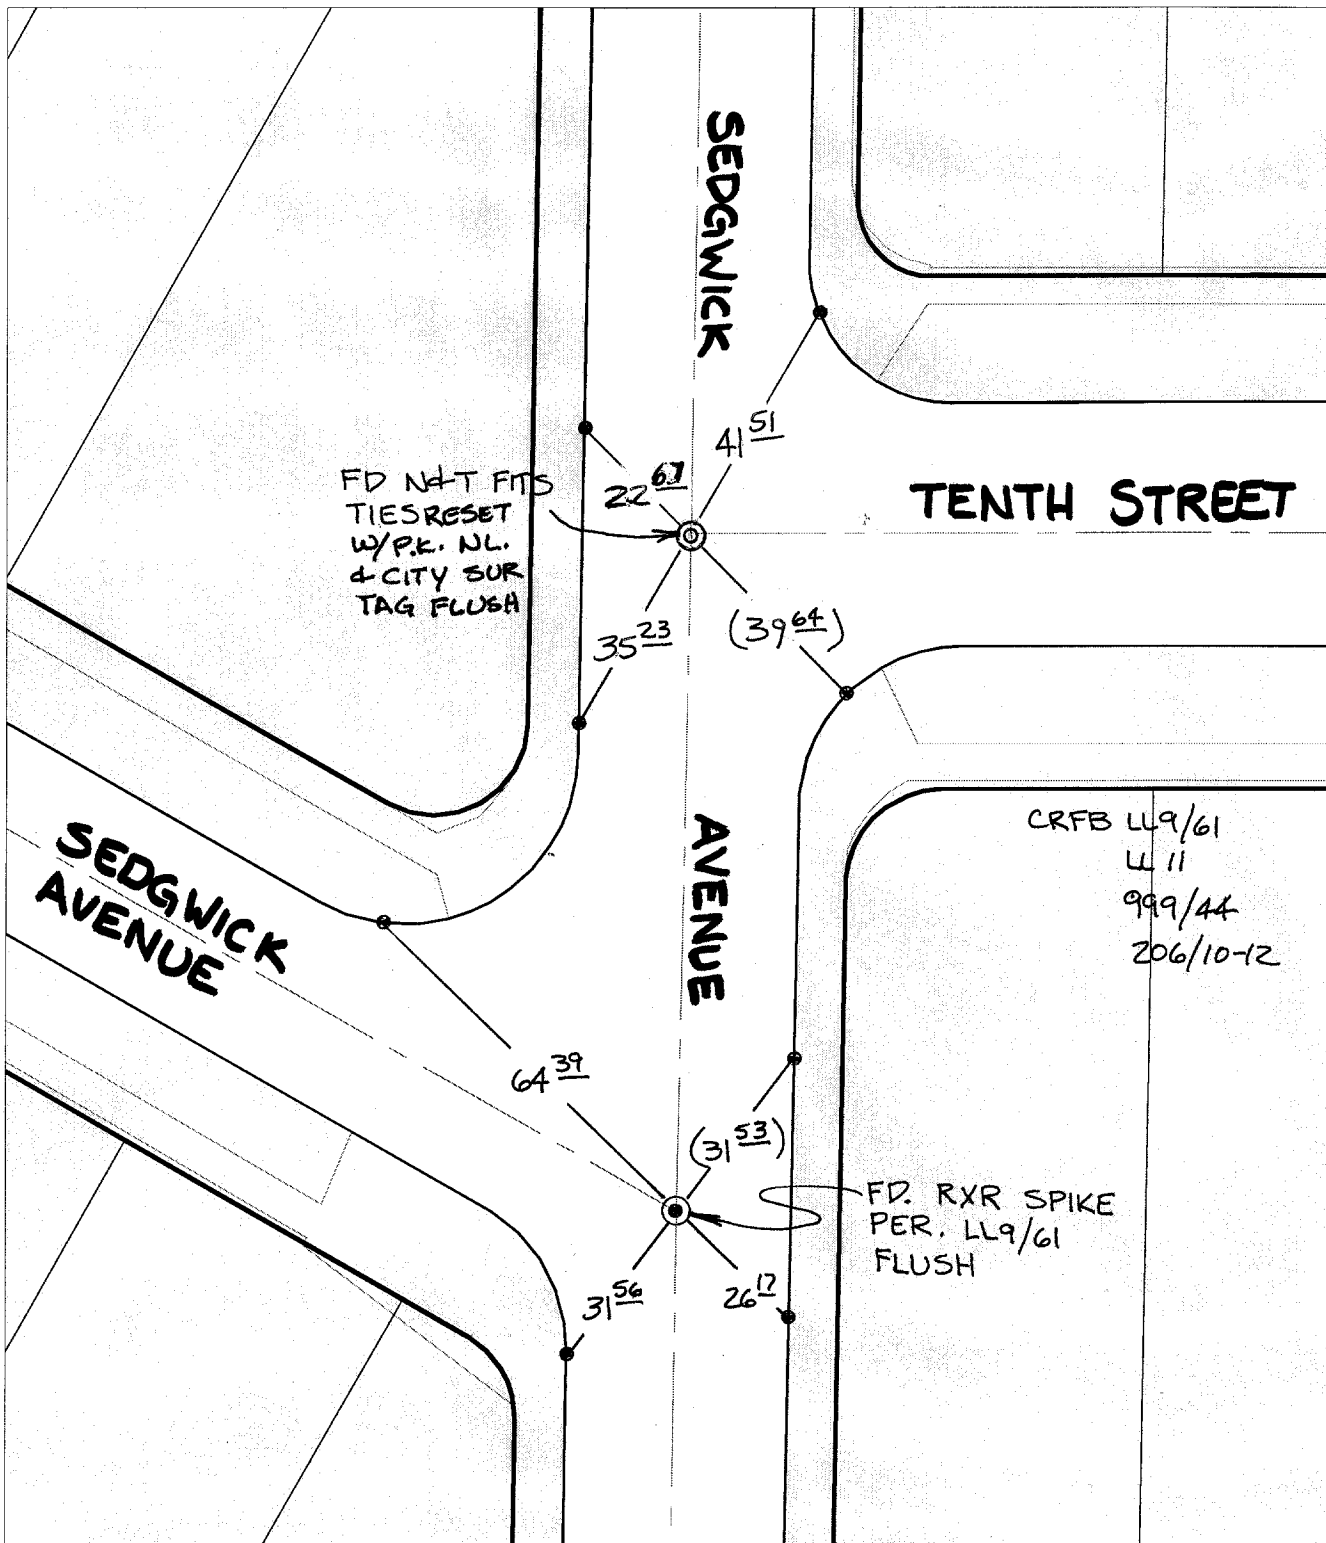 SEDGWICK
41 51
FD N&T FITS
TIES RESET
W/P.K. NL.
& CITY SUR
TAG FLUSH
22 67
TENTH STREET
35 23
(39 64)
AVENUE
CRFB LL9/61
LL 11
999/44
206/10-12
SEDGWICK
AVENUE
64 39
(31 53)
FD. RXR SPIKE
PER. LL9/61
FLUSH
31 56
26 17